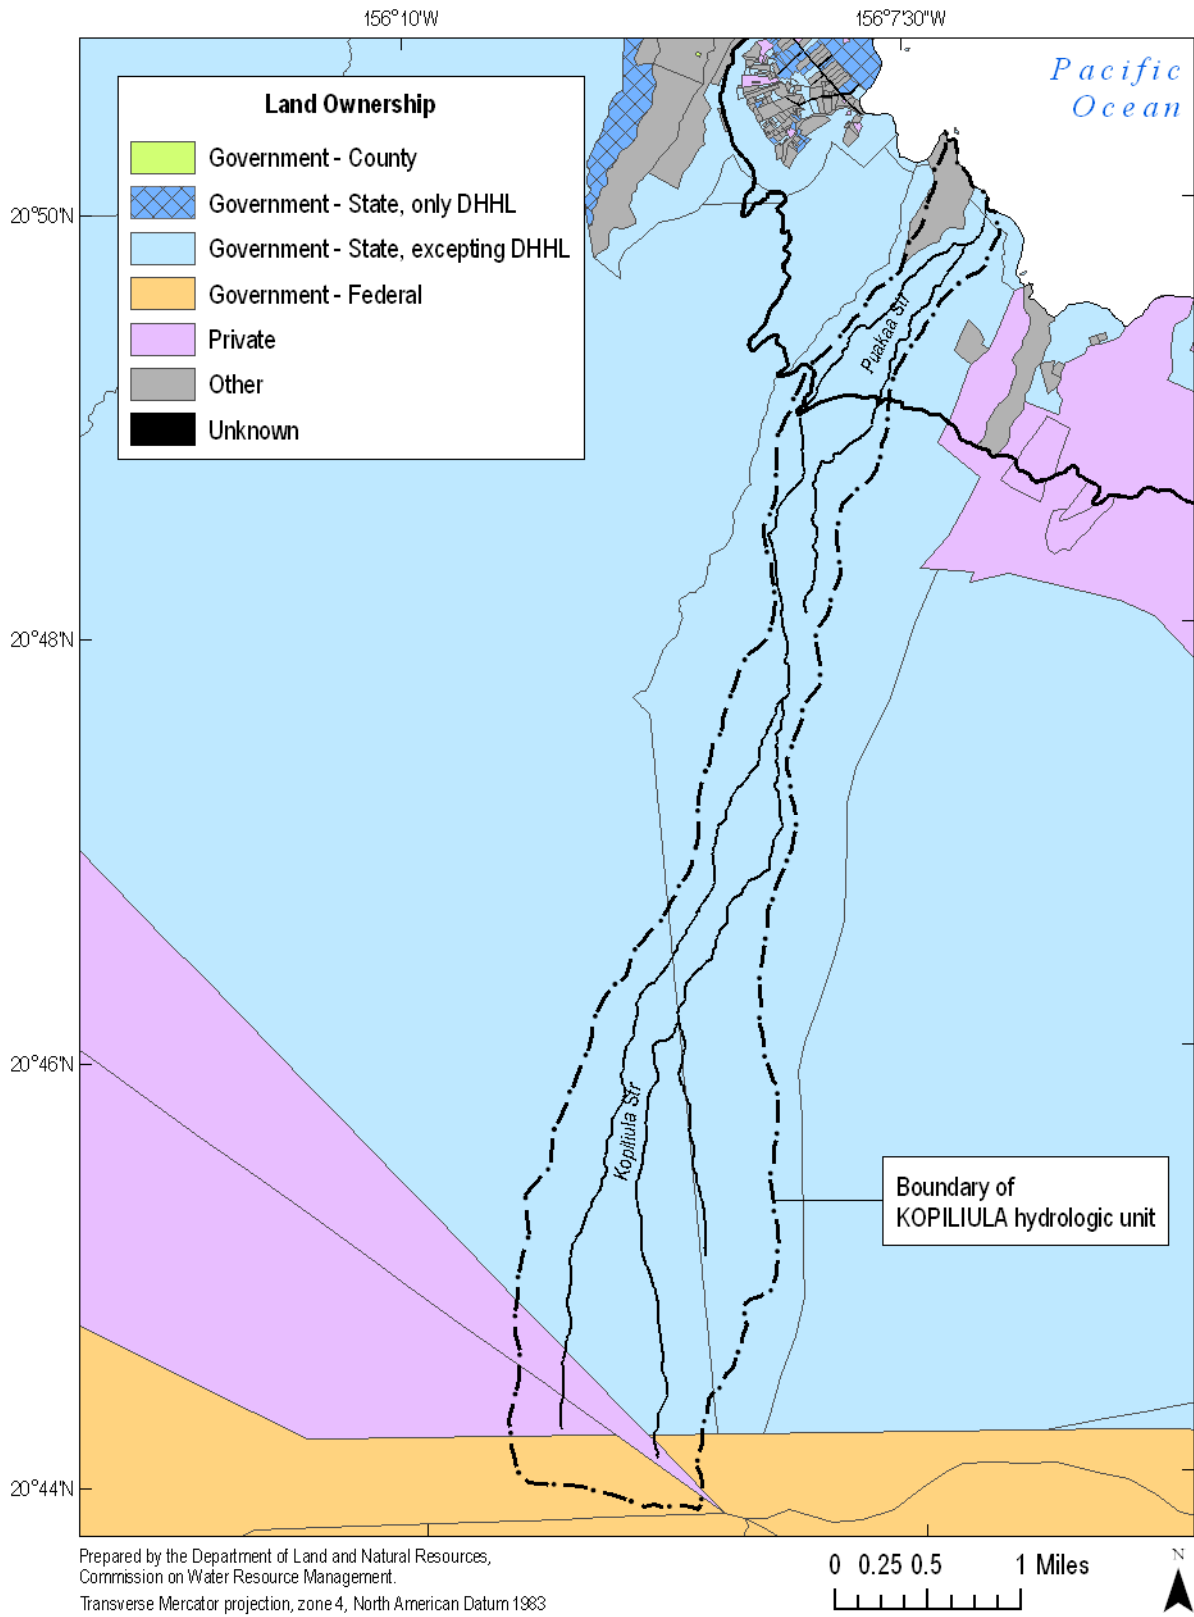 156°10'W
156°7'30"W
Pacific
Ocean
Land Ownership
Government - County
Government - State, only DHHL
20°50'N
Government - State, excepting DHHL
Government - Federal
Private
Other
Unknown
Puakaa Str
20°48'N
20°46'N
Kopiliula Str
Boundary of
KOPILIULA hydrologic unit
20°44'N
Prepared by the Department of Land and Natural Resources,
Commission on Water Resource Management.
Transverse Mercator projection, zone 4, North American Datum 1983
0 0.25 0.5 1 Miles
N